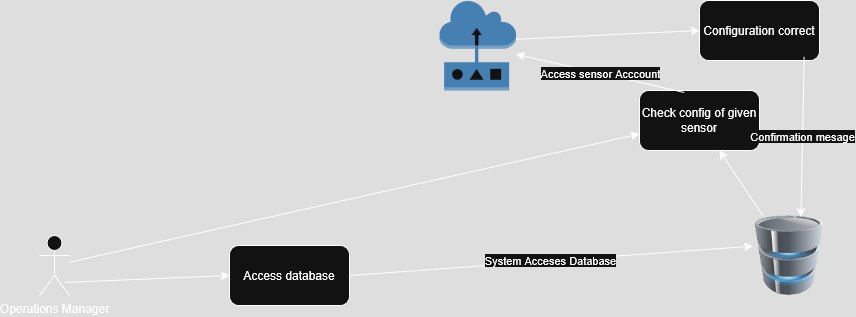 Configuration correct
Access sensor Acccount
Check config of given
sensor
Confirmation mesage
System Acceses Database
Access database
Operations Manager